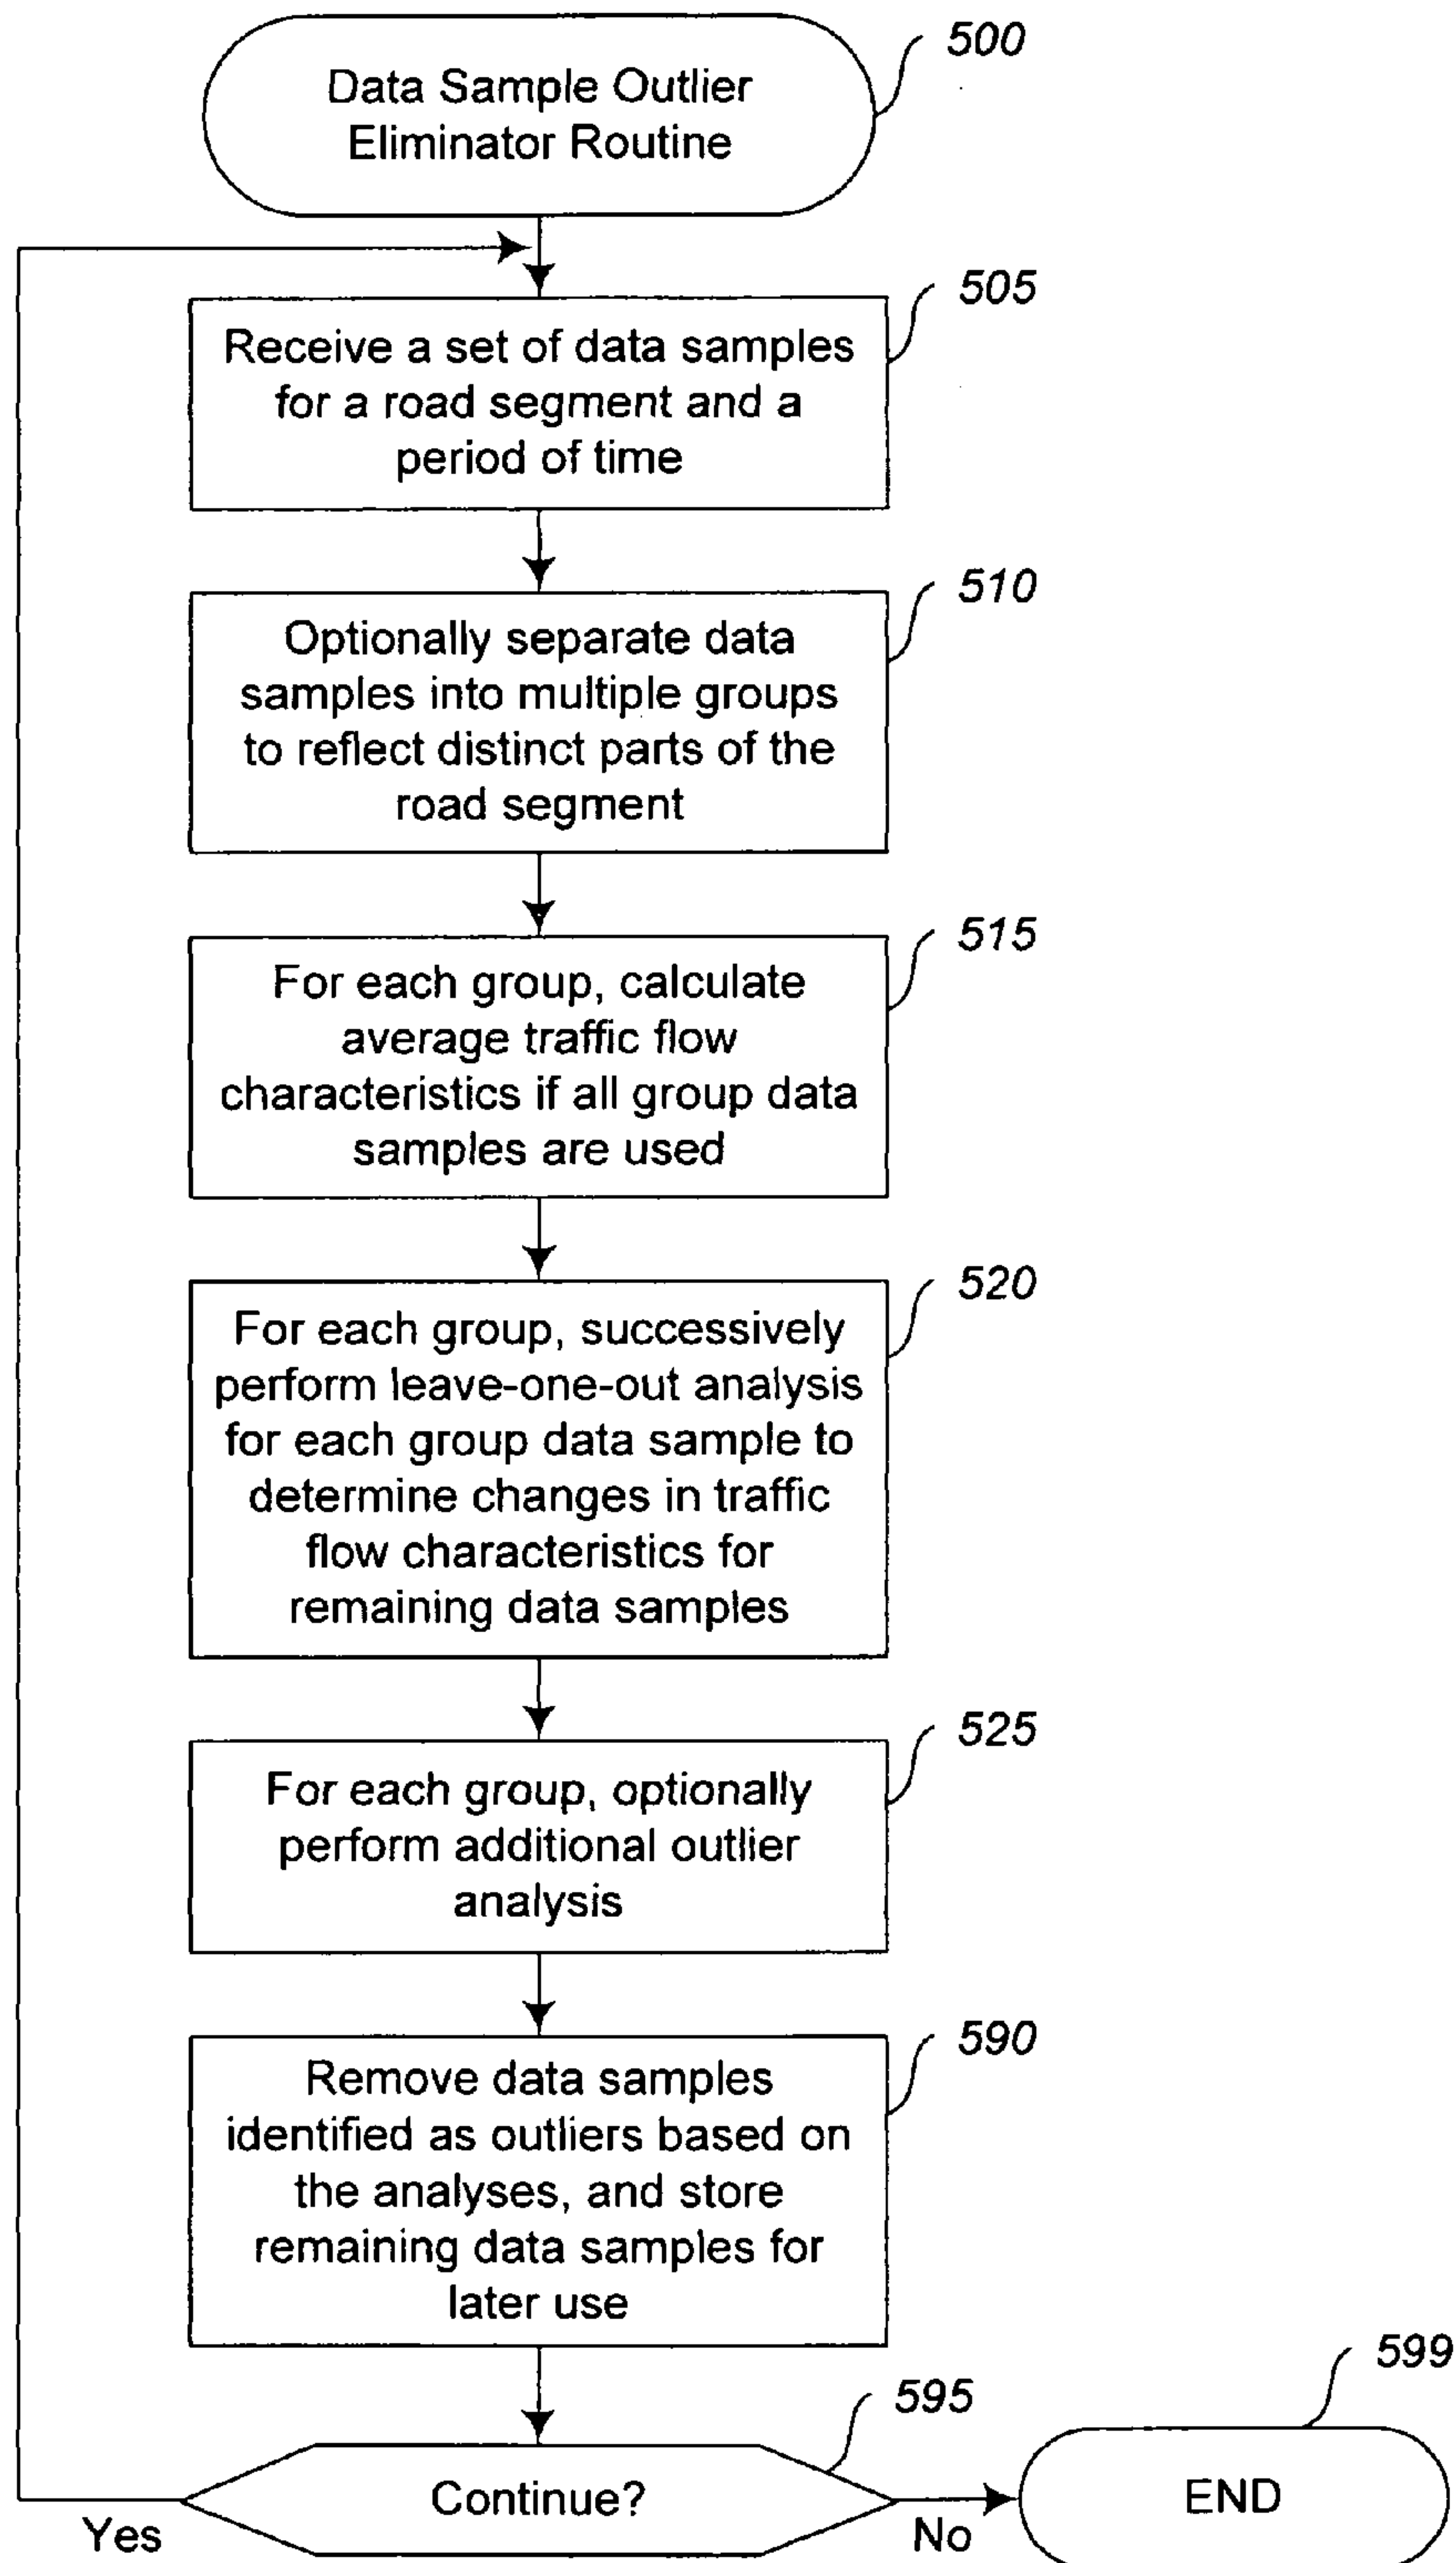 Data Sample Outlier
Eliminator Routine
500
505
Receive a set of data samples
for a road segment and a
period of time
510
Optionally separate data
samples into multiple groups
to reflect distinct parts of the
road segment
515
For each group, calculate
average traffic flow
characteristics if all group data
samples are used
520
For each group, successively
perform leave-one-out analysis
for each group data sample to
determine changes in traffic
flow characteristics for
remaining data samples
525
For each group, optionally
perform additional outlier
analysis
590
Remove data samples
identified as outliers based on
the analyses, and store
remaining data samples for
later use
595
599
Continue?
END
Yes
No